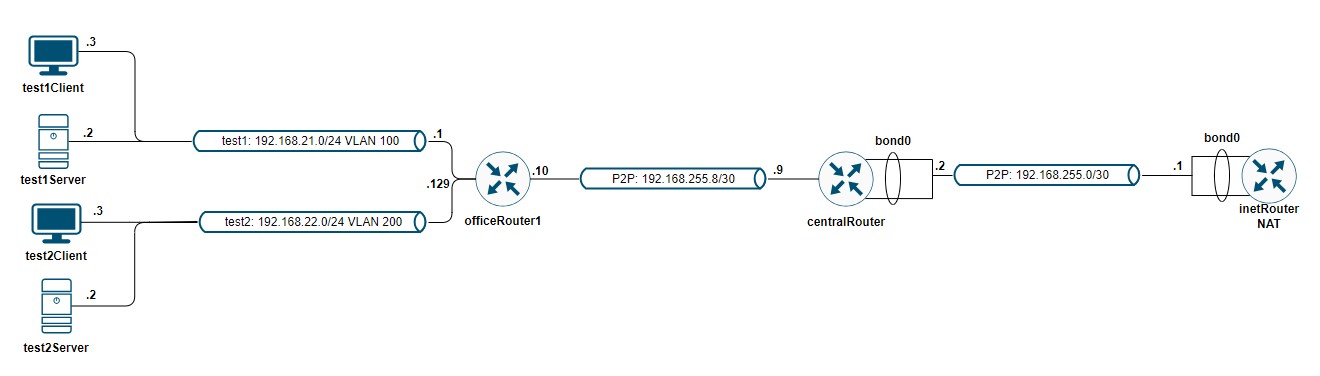 .3
test1Client
.2
test1Server
test1: 192.168.21.0/24 VLAN 100
.1
.3
test2Client
.2
test2Server
test2: 192.168.22.0/24 VLAN 200
.129
officeRouter1
.10
P2P: 192.168.255.8/30
.9
centralRouter
bond0
.2
P2P: 192.168.255.0/30
.1
bond0
inetRouter
NAT